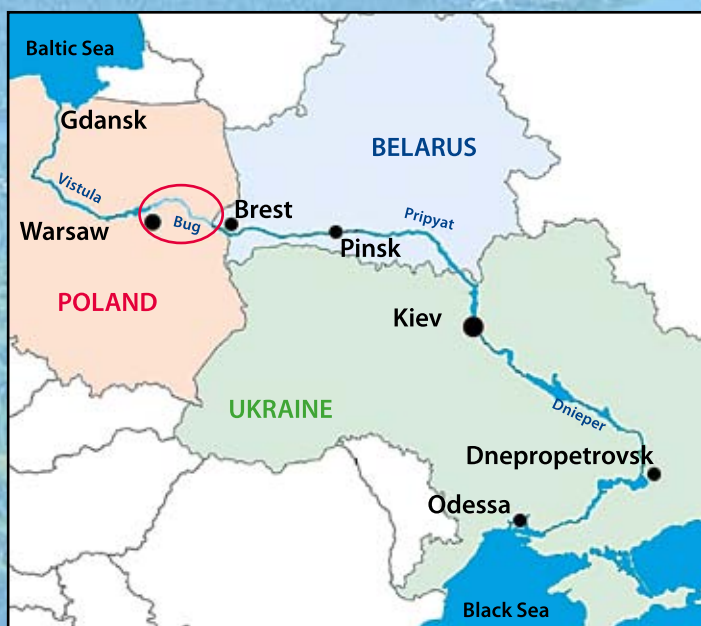 Baltic Sea
Gdansk
BELARUS
Vistula
Brest
Bug
Pripyat
Warsaw
Pinsk
POLAND
Kiev
UKRAINE
Dnieper
Dnepropetrovsk
Odessa
Black Sea